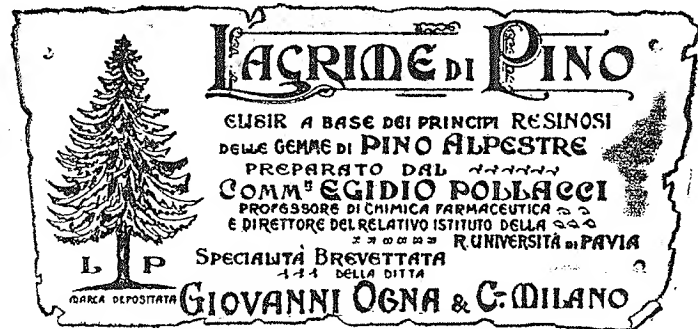 LACRIME DI PINO
ELISIR A BASE DEI PRINCIPI RESINOSI
DELLE GEMME DI PINO ALPESTRE
PREPARATO DAL
COMM. EGIDIO POLLACCI
PROFESSORE DI CHIMICA FARMACEUTICA
E DIRETTORE DEL RELATIVO ISTITUTO DELLA
R. UNIVERSITÀ DI PAVIA
SPECIALITÀ BREVETTATA
DELLA DITTA
GIOVANNI OGNA & C. MILANO
L P
MARCA DEPOSITATA